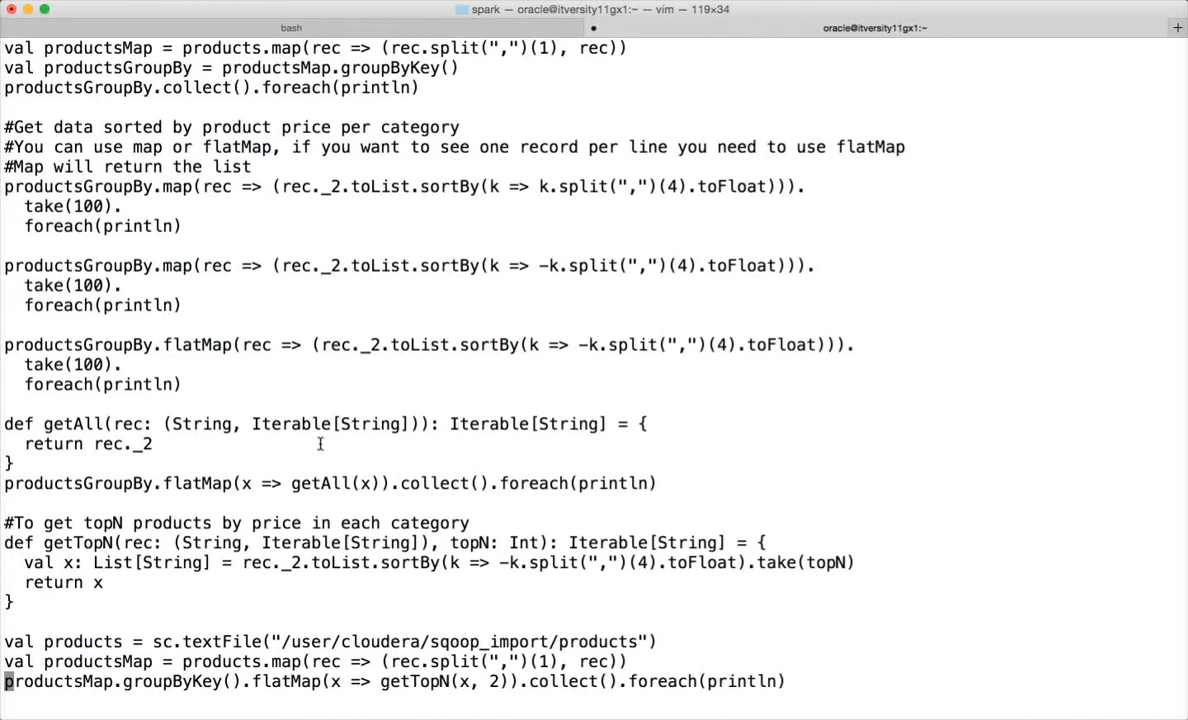 spark — oracle@itversity11gx1:~ — vim — 119x34
bash
oracle@itversity11gx1:~
val productsMap = products.map(rec => (rec.split(",")(1), rec))
val productsGroupBy = productsMap.groupByKey()
productsGroupBy.collect().foreach(println)
#Get data sorted by product price per category
#You can use map or flatMap, if you want to see one record per line you need to use flatMap
#Map will return the list
productsGroupBy.map(rec => (rec._2.toList.sortBy(k => k.split(",")(4).toFloat))).
  take(100).
  foreach(println)
productsGroupBy.map(rec => (rec._2.toList.sortBy(k => -k.split(",")(4).toFloat))).
  take(100).
  foreach(println)
productsGroupBy.flatMap(rec => (rec._2.toList.sortBy(k => -k.split(",")(4).toFloat))).
  take(100).
  foreach(println)
def getAll(rec: (String, Iterable[String])): Iterable[String] = {
  return rec._2
}
productsGroupBy.flatMap(x => getAll(x)).collect().foreach(println)
#To get topN products by price in each category
def getTopN(rec: (String, Iterable[String]), topN: Int): Iterable[String] = {
  val x: List[String] = rec._2.toList.sortBy(k => -k.split(",")(4).toFloat).take(topN)
  return x
}
val products = sc.textFile("/user/cloudera/sqoop_import/products")
val productsMap = products.map(rec => (rec.split(",")(1), rec))
productsMap.groupByKey().flatMap(x => getTopN(x, 2)).collect().foreach(println)